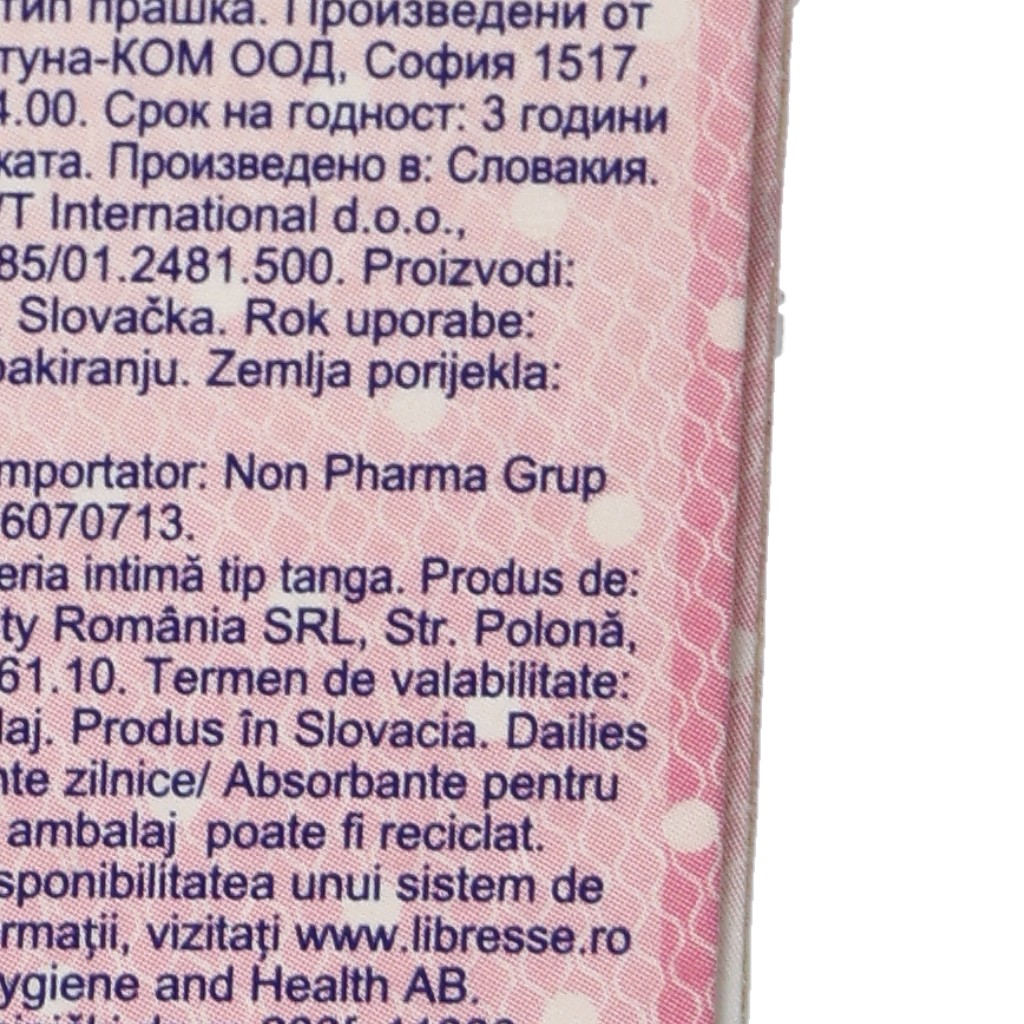 тип прашка. Произведени от
туна-КОМ ООД, София 1517,
4.00. Срок на годност: 3 години
ката. Произведено в: Словакия.
/T International d.o.o.,
85/01.2481.500. Proizvodi:
. Slovačka. Rok uporabe:
pakiranju. Zemlja porijekla:
mportator: Non Pharma Grup
6070713.
eria intimă tip tanga. Produs de:
ty România SRL, Str. Polonă,
61.10. Termen de valabilitate:
laj. Produs în Slovacia. Dailies
nte zilnice/ Absorbante pentru
ambalaj poate fi reciclat.
sponibilitatea unui sistem de
rmaţii, vizitaţi www.libresse.ro
ygiene and Health AB.